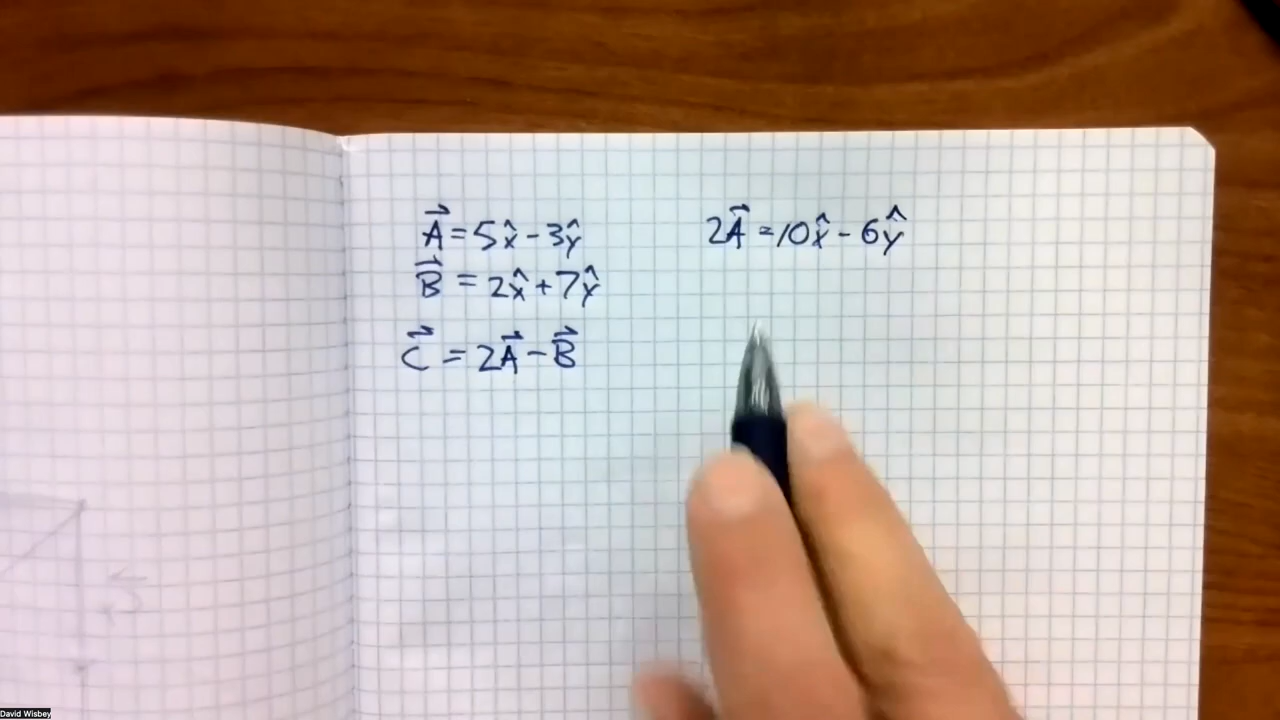 A⃗ = 5x̂ - 3ŷ
2A⃗ = 10x̂ - 6ŷ
B⃗ = 2x̂ + 7ŷ
C⃗ = 2A⃗ - B⃗
David Wisbey